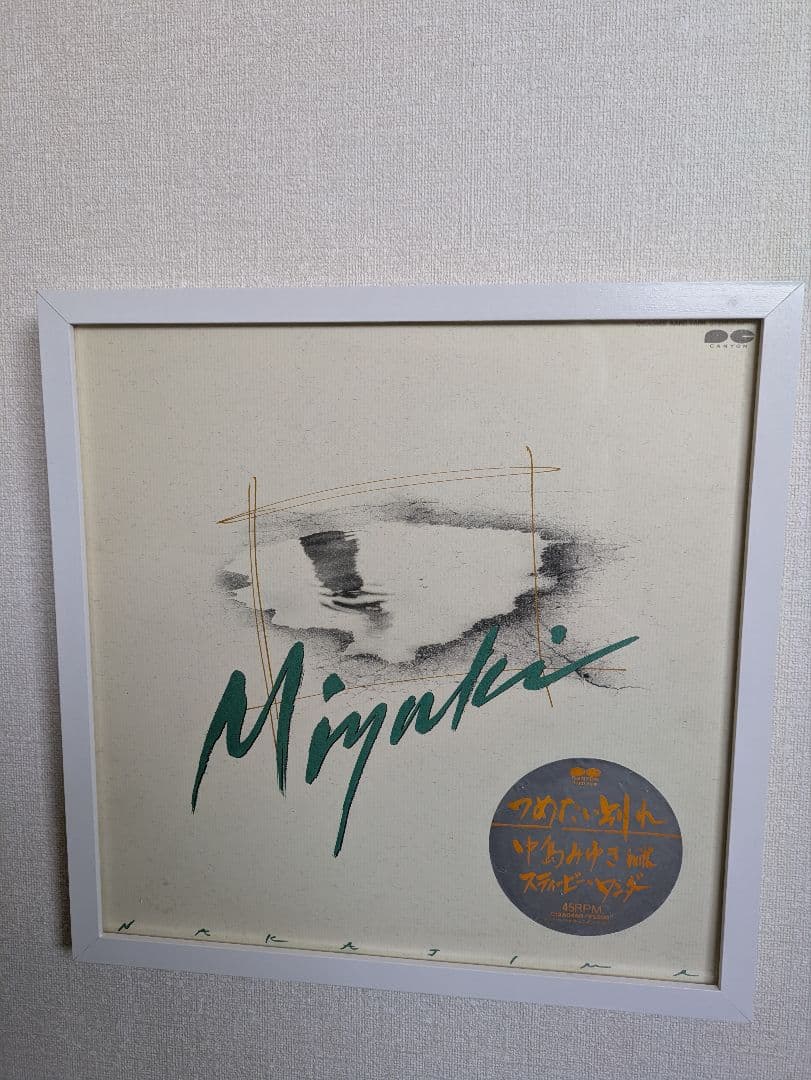 CANYON
Miyuki
つめたい別れ
中島みゆき with
スティービー・ワンダー
45RPM
NAKAJIMA